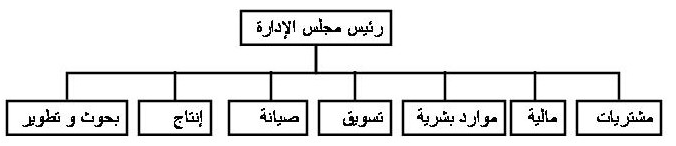 رئيس مجلس الإدارة
مشتريات
مالية
موارد بشرية
تسويق
صيانة
إنتاج
بحوث و تطوير